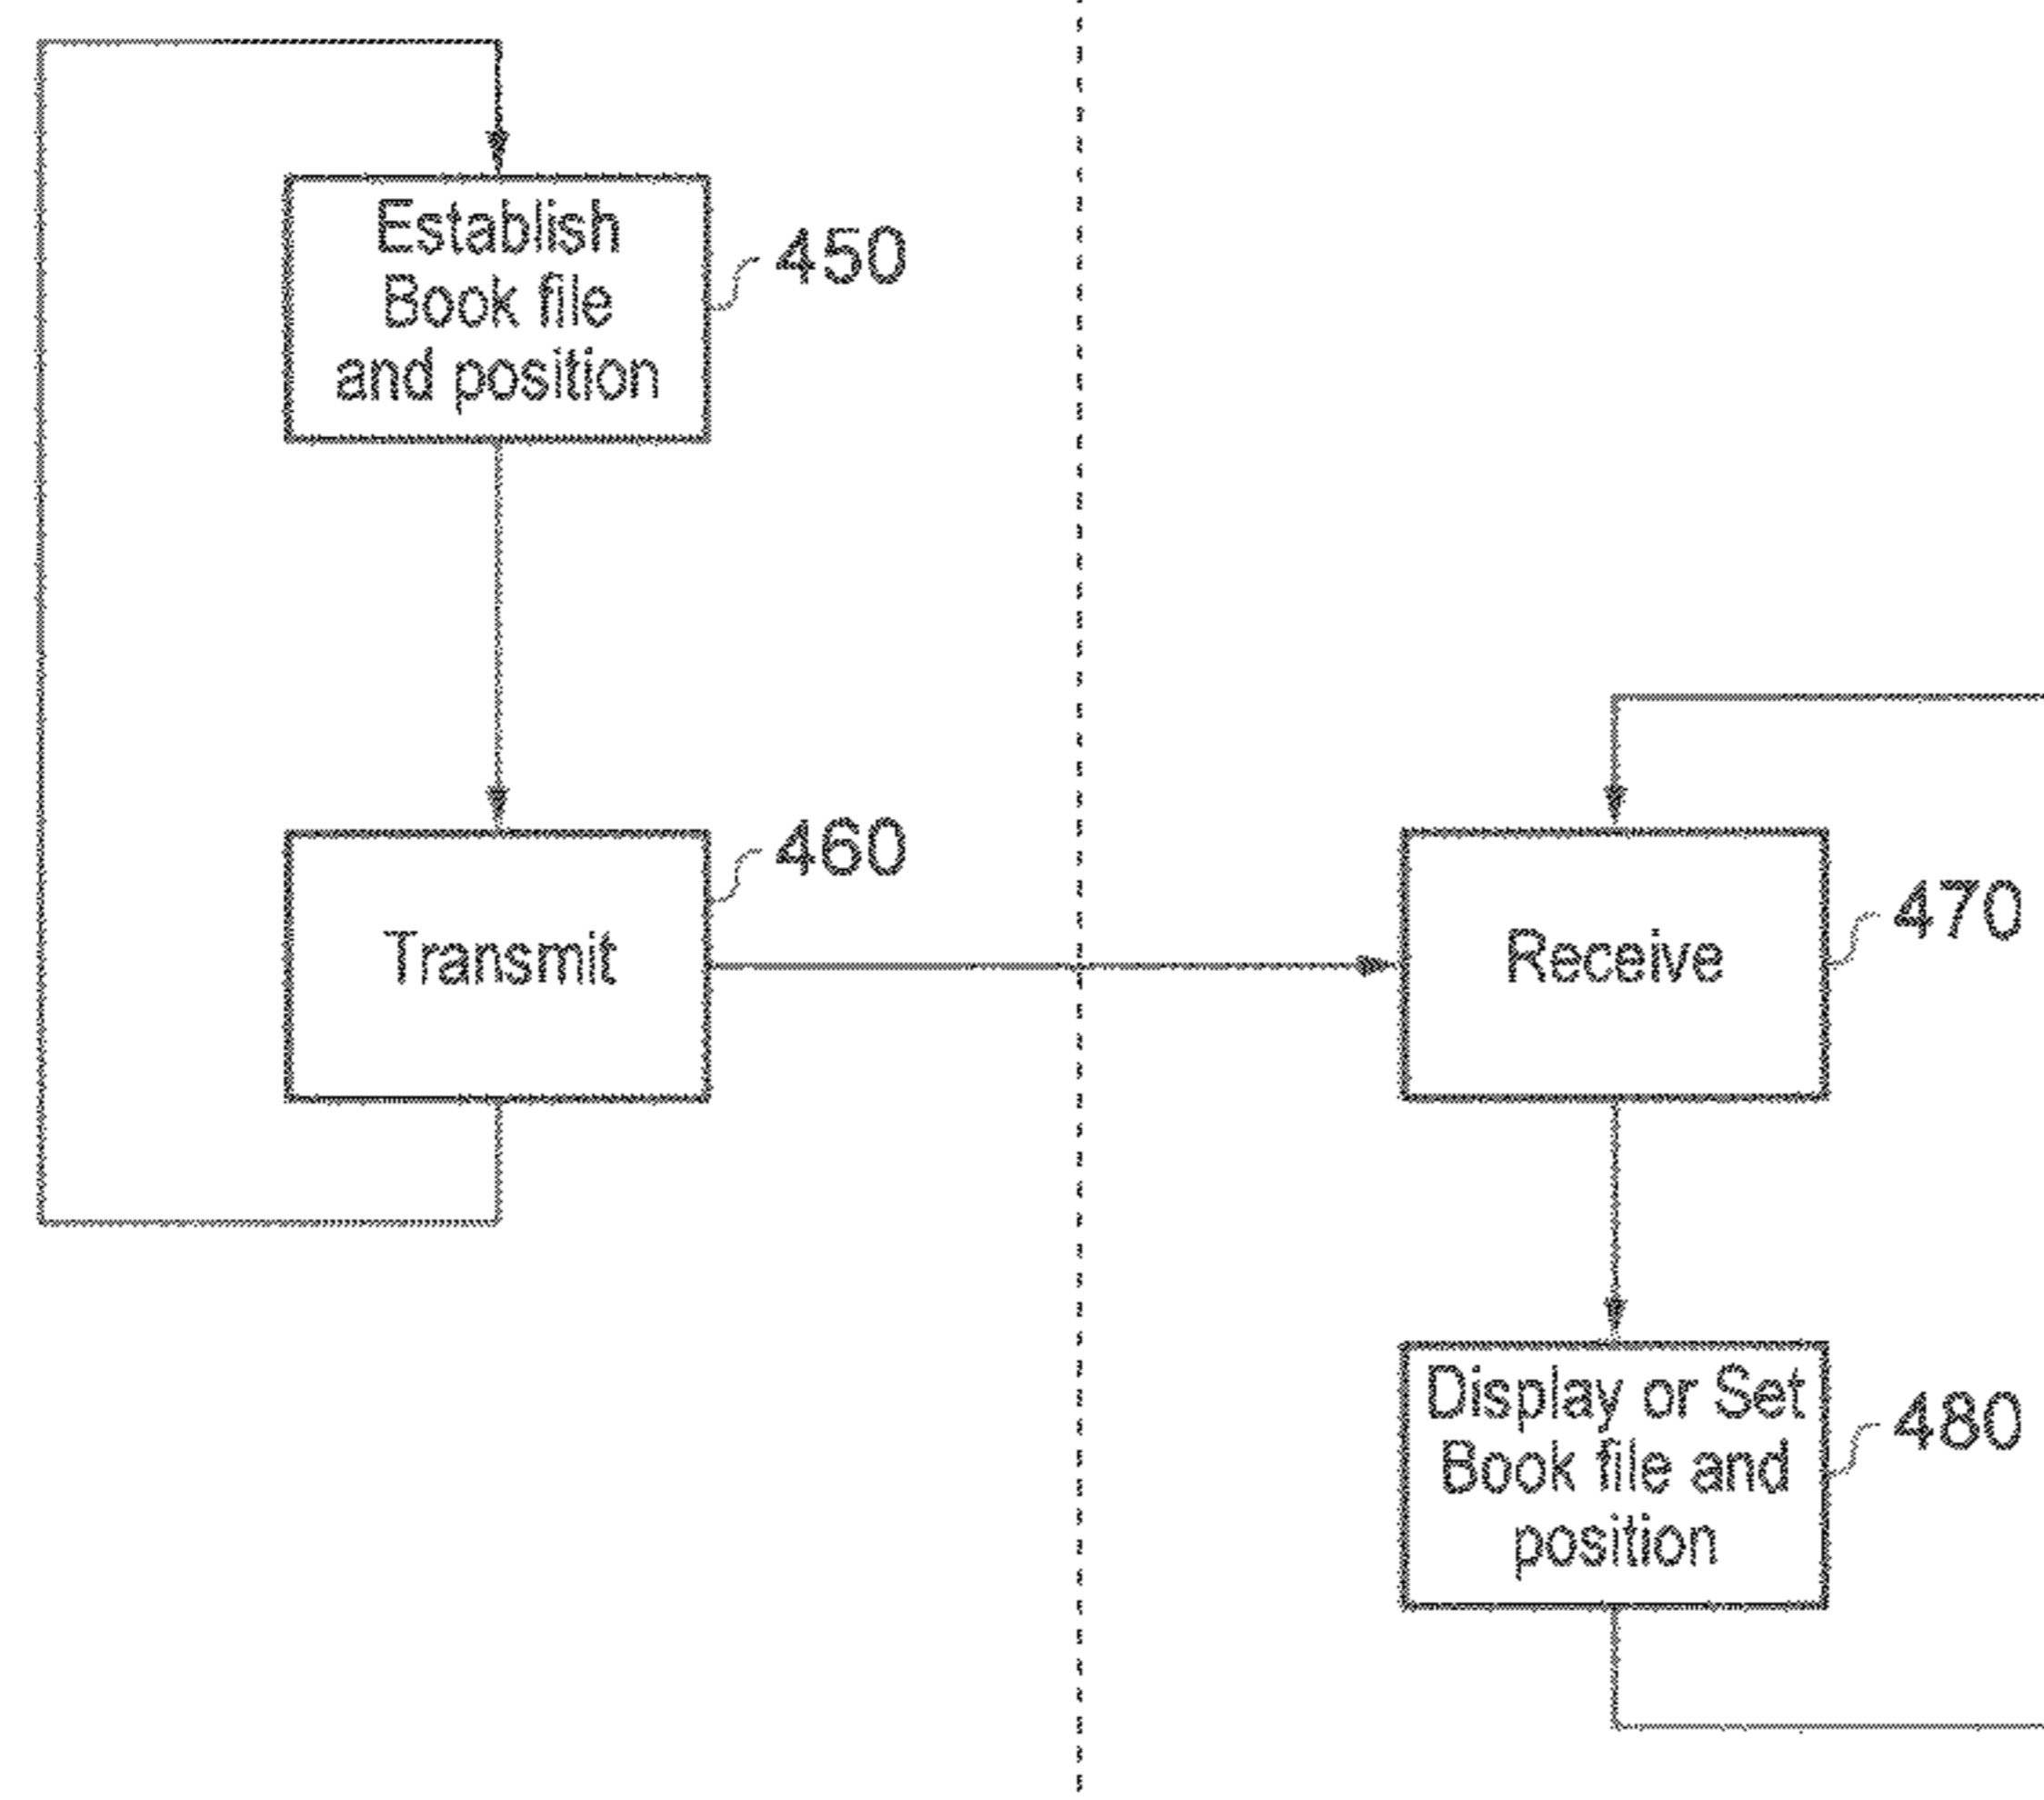 Establish
Book file
and position
450
Transmit
460
Receive
470
Display or Set
Book file and
position
480